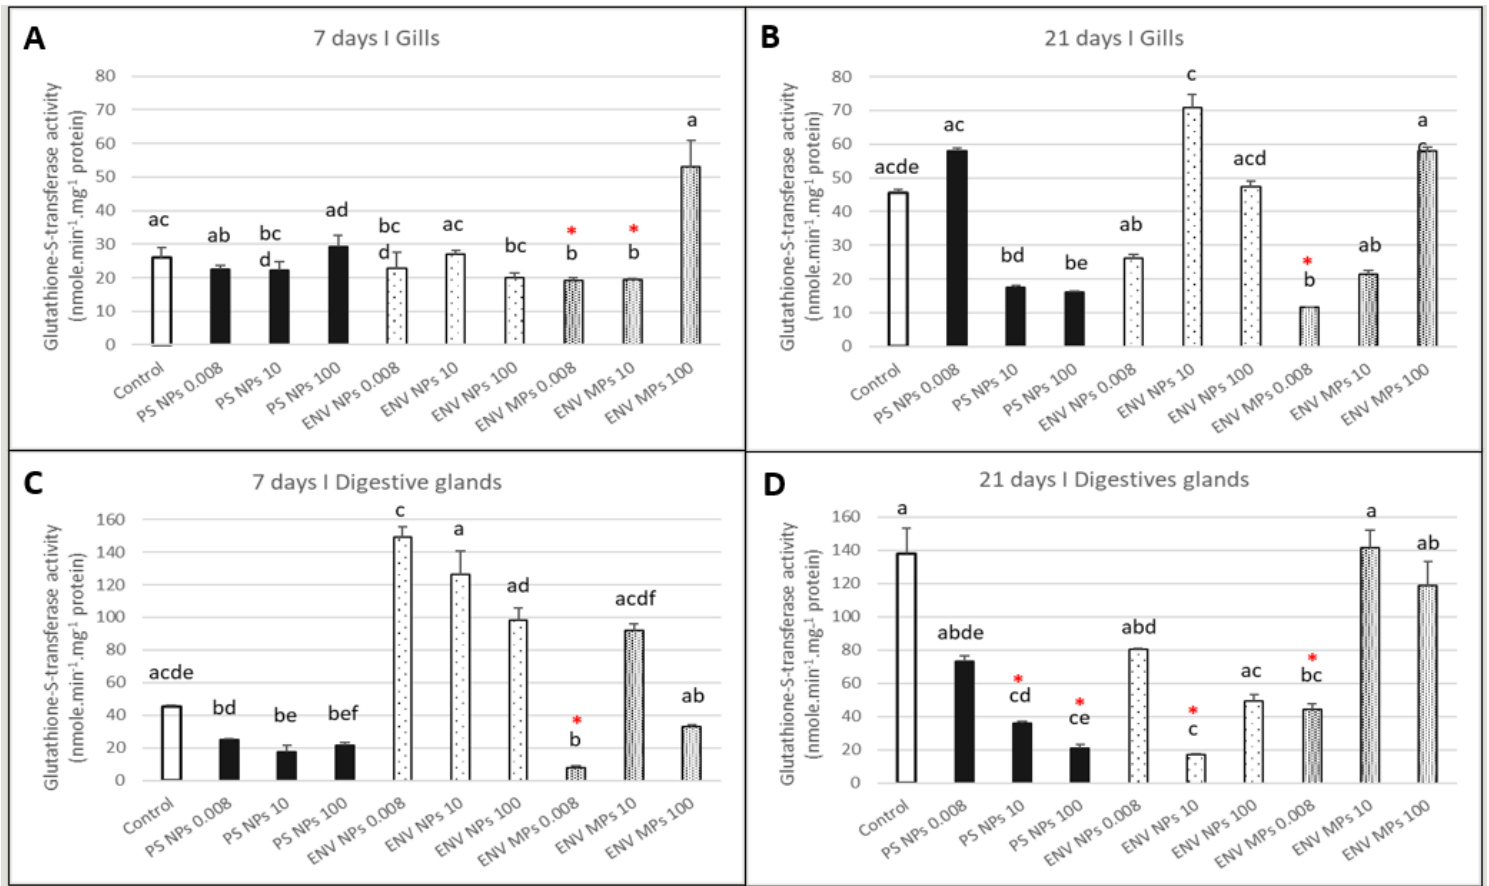 A
7 days I Gills
Glutathione-S-transferase activity
(nmole.min-1.mg-1 protein)
80
70
60
50
40
30
20
10
0
ac
ab
bc
d
ad
bc
d
ac
bc
*
b
*
b
a
Control
PS NPs 0.008
PS NPs 10
PS NPs 100
ENV NPs 0.008
ENV NPs 10
ENV NPs 100
ENV MPs 0.008
ENV MPs 10
ENV MPs 100
B
21 days I Gills
Glutathione-S-transferase activity
(nmole.min-1.mg-1 protein)
80
70
60
50
40
30
20
10
0
acde
ac
bd
be
ab
c
acd
*
b
ab
a
c
Control
PS NPs 0.008
PS NPs 10
PS NPs 100
ENV NPs 0.008
ENV NPs 10
ENV NPs 100
ENV MPs 0.008
ENV MPs 10
ENV MPs 100
C
7 days I Digestive glands
Glutathione-S-transferase activity
(nmole.min-1.mg-1 protein)
160
140
120
100
80
60
40
20
0
acde
bd
be
bef
c
a
ad
*
b
acdf
ab
Control
PS NPs 0.008
PS NPs 10
PS NPs 100
ENV NPs 0.008
ENV NPs 10
ENV NPs 100
ENV MPs 0.008
ENV MPs 10
ENV MPs 100
D
21 days I Digestives glands
Glutathione-S-transferase activity
(nmole.min-1.mg-1 protein)
160
140
120
100
80
60
40
20
0
a
abde
*
cd
*
ce
abd
*
c
ac
*
bc
a
ab
Control
PS NPs 0.008
PS NPs 10
PS NPs 100
ENV NPs 0.008
ENV NPs 10
ENV NPs 100
ENV MPs 0.008
ENV MPs 10
ENV MPs 100